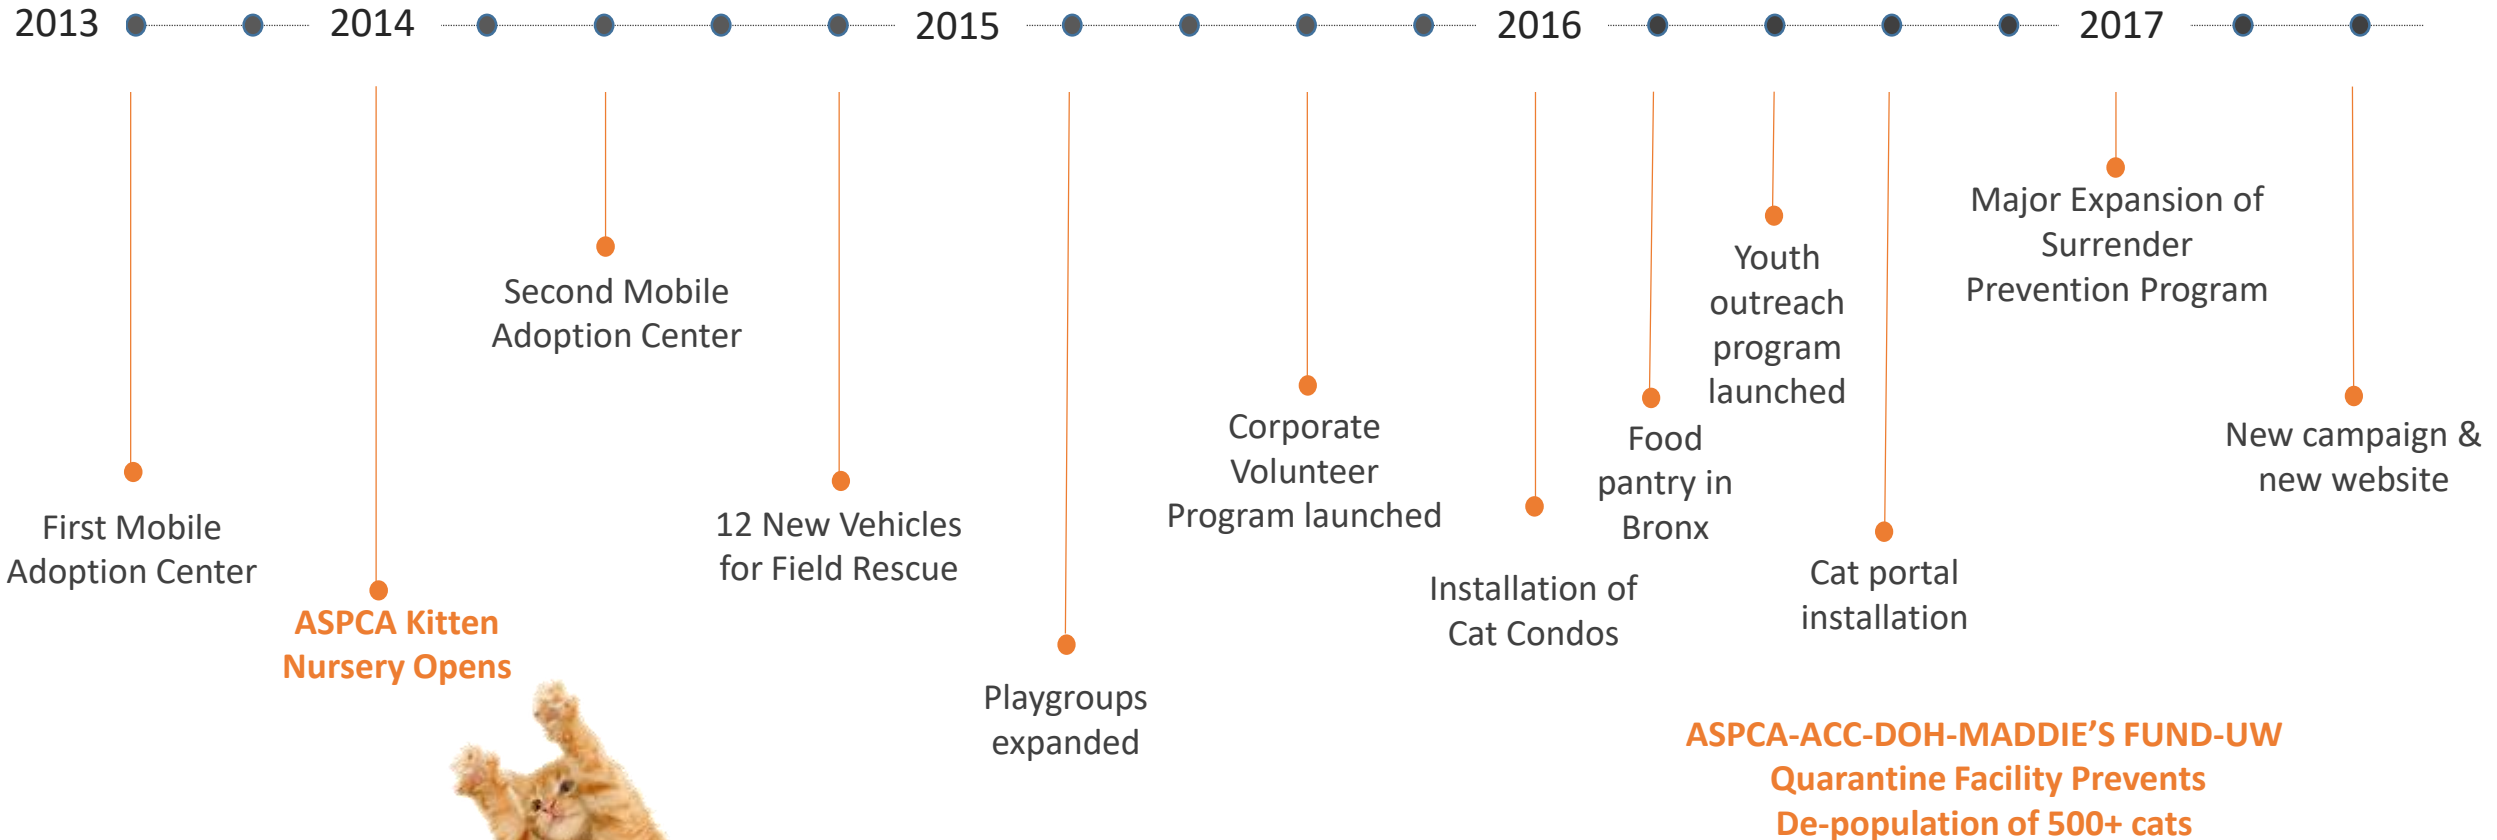 2013
2014
2015
2016
2017
First Mobile
Adoption Center
ASPCA Kitten
Nursery Opens
Second Mobile
Adoption Center
12 New Vehicles
for Field Rescue
Playgroups
expanded
Corporate
Volunteer
Program launched
Installation of
Cat Condos
Food
pantry in
Bronx
Youth
outreach
program
launched
Cat portal
installation
Major Expansion of
Surrender
Prevention Program
New campaign &
new website
ASPCA-ACC-DOH-MADDIE’S FUND-UW
Quarantine Facility Prevents
De-population of 500+ cats